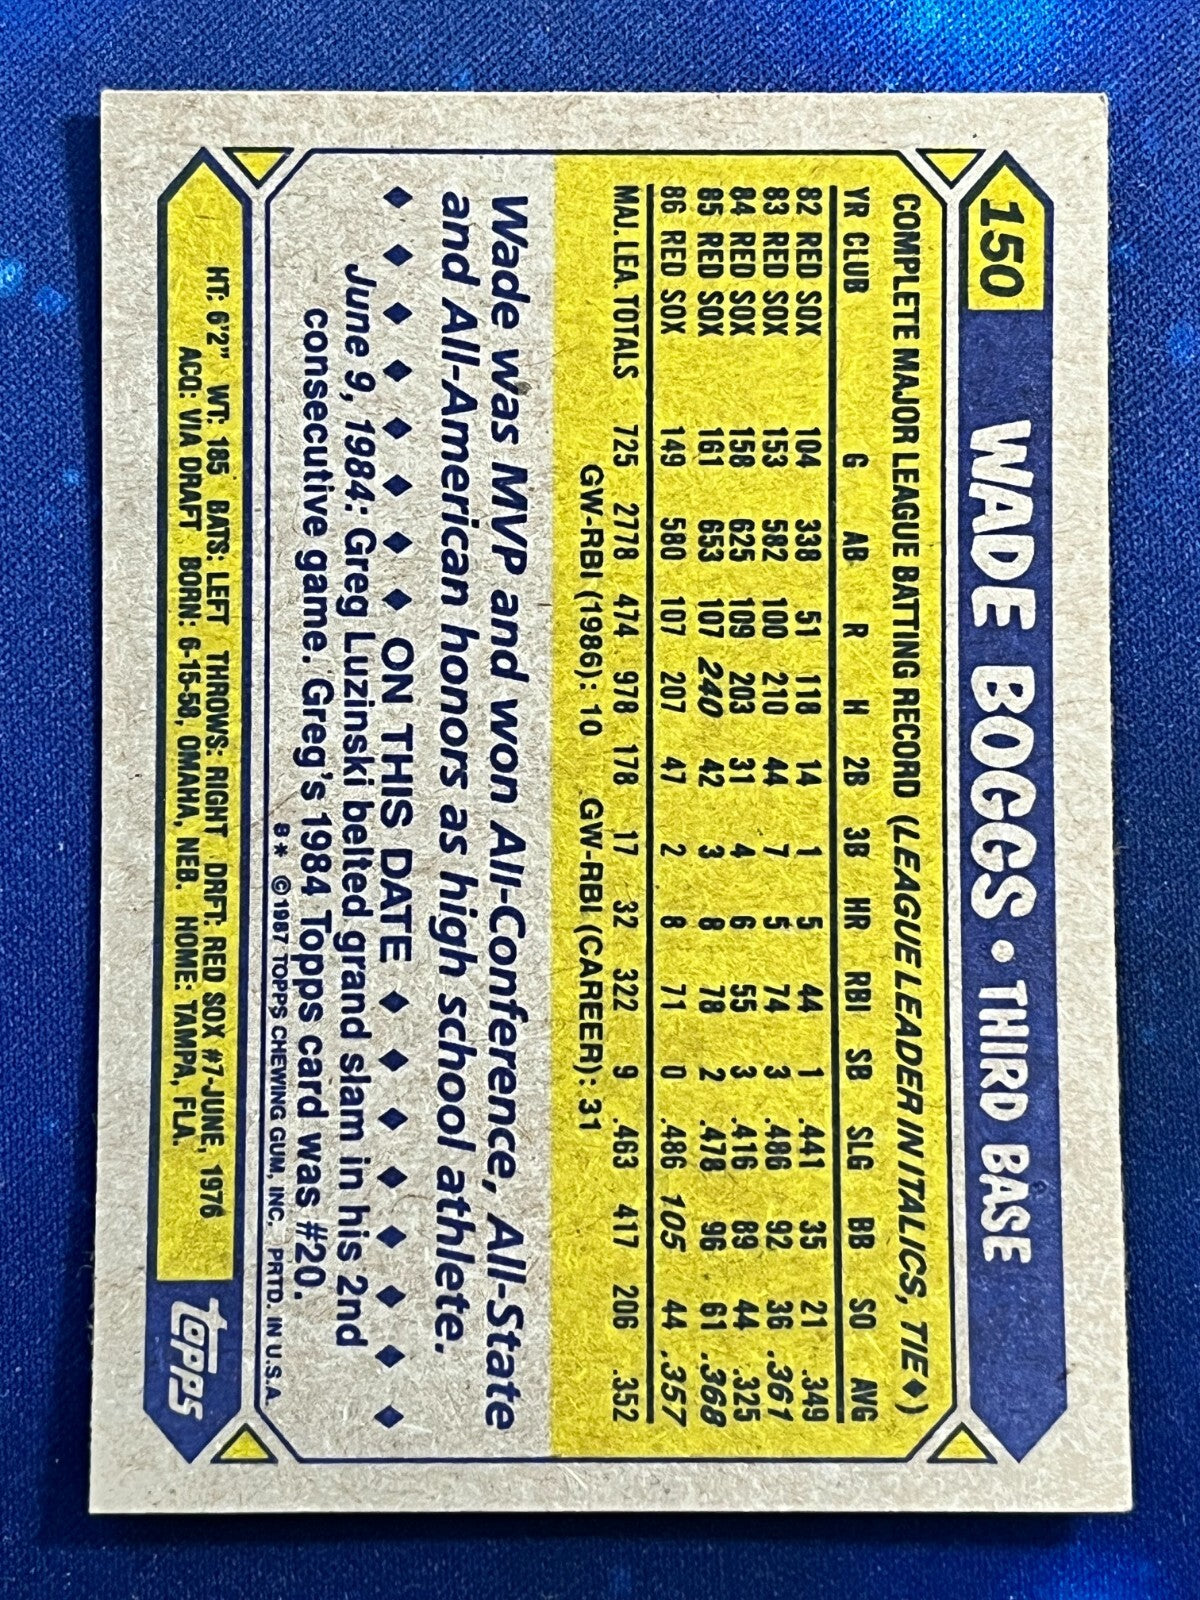 150 WADE BOGGS • THIRD BASE
COMPLETE MAJOR LEAGUE BATTING RECORD (LEAGUE LEADER IN ITALICS, TIE♦)
YR CLUB G AB R H 2B 3B HR RBI SB SLG BB SO AVG
82 RED SOX 104 338 51 118 14 1 5 44 1 .441 35 21 .349
83 RED SOX 153 582 100 210 44 7 5 74 3 .486 92 36 .361
84 RED SOX 158 625 109 203 31 4 6 55 3 .416 89 44 .325
85 RED SOX 161 653 107 240 42 3 8 78 2 .478 96 61 .368
86 RED SOX 149 580 107 207 47 2 8 71 0 .486 105 44 .357
MAJ. LEA. TOTALS 725 2778 474 978 178 17 32 322 9 .463 417 206 .352
GW-RBI (1986): 10 GW-RBI (CAREER): 31
Wade was MVP and won All-Conference, All-State
and All-American honors as high school athlete.
♦ ♦ ♦ ♦ ♦ ♦ ♦ ♦ ON THIS DATE ♦ ♦ ♦ ♦ ♦ ♦ ♦ ♦
June 9, 1984: Greg Luzinski belted grand slam in his 2nd
consecutive game. Greg's 1984 Topps card was #20.
B* ©1987 TOPPS CHEWING GUM, INC. PRTD. IN U.S.A.
HT: 6'2" WT: 185 BATS: LEFT THROWS: RIGHT DRFT: RED SOX #7-JUNE, 1976
ACQ: VIA DRAFT BORN: 6-15-58, OMAHA, NEB. HOME: TAMPA, FLA.
topps